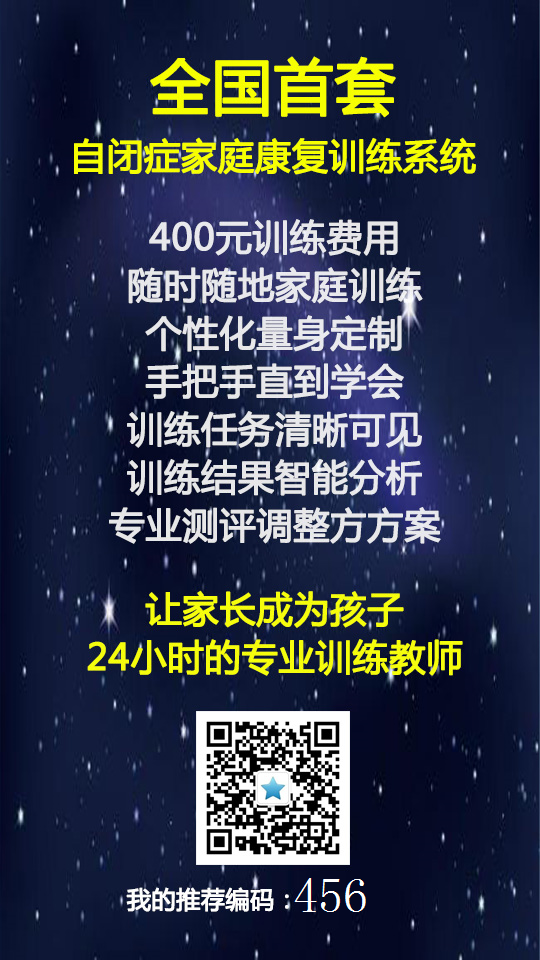 全国首套
自闭症家庭康复训练系统
400元训练费用
随时随地家庭训练
个性化量身定制
手把手直到学会
训练任务清晰可见
训练结果智能分析
专业测评调整方方案
让家长成为孩子
24小时的专业训练教师
我的推荐编码：456